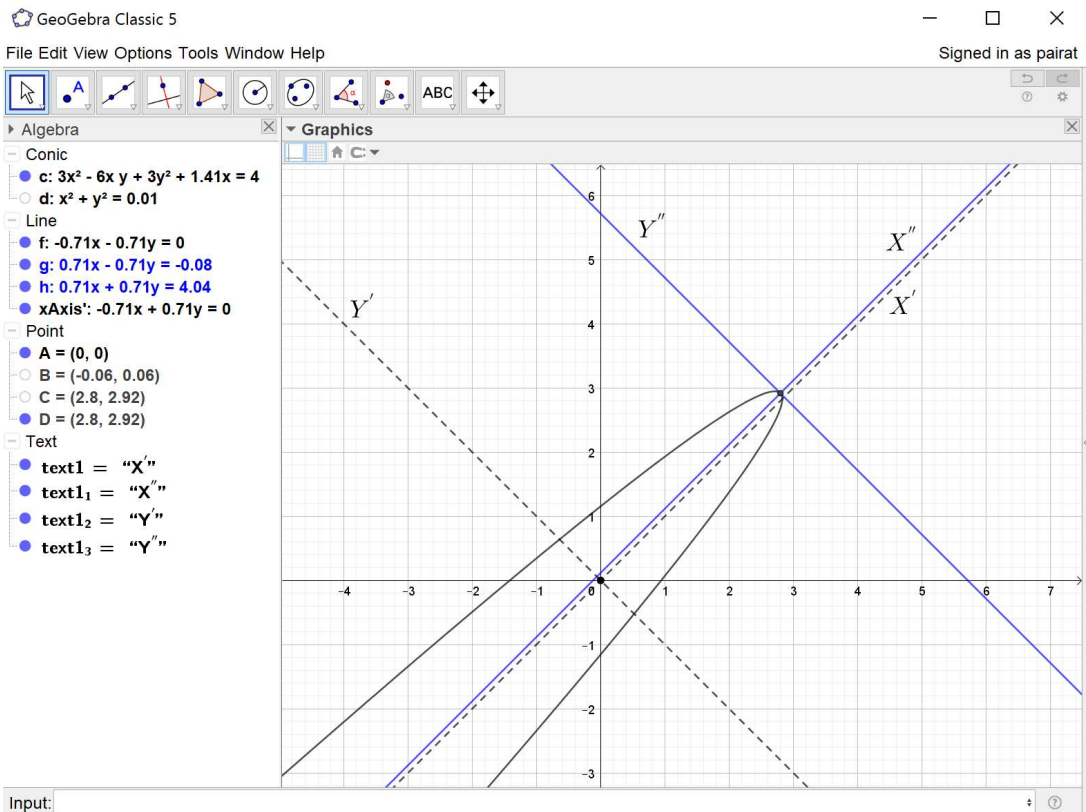 GeoGebra Classic 5
File Edit View Options Tools Window Help
Signed in as pairat
ABC
Algebra
Conic
c: 3x² - 6x y + 3y² + 1.41x = 4
d: x² + y² = 0.01
Line
f: -0.71x - 0.71y = 0
g: 0.71x - 0.71y = -0.08
h: 0.71x + 0.71y = 4.04
xAxis': -0.71x + 0.71y = 0
Point
A = (0, 0)
B = (-0.06, 0.06)
C = (2.8, 2.92)
D = (2.8, 2.92)
Text
text1 = “X′”
text1₁ = “X″”
text1₂ = “Y′”
text1₃ = “Y″”
Graphics
Y″
X″
X′
Y′
6
5
4
3
2
1
-4 -3 -2 -1 0 1 2 3 4 5 6 7
-1
-2
-3
Input: